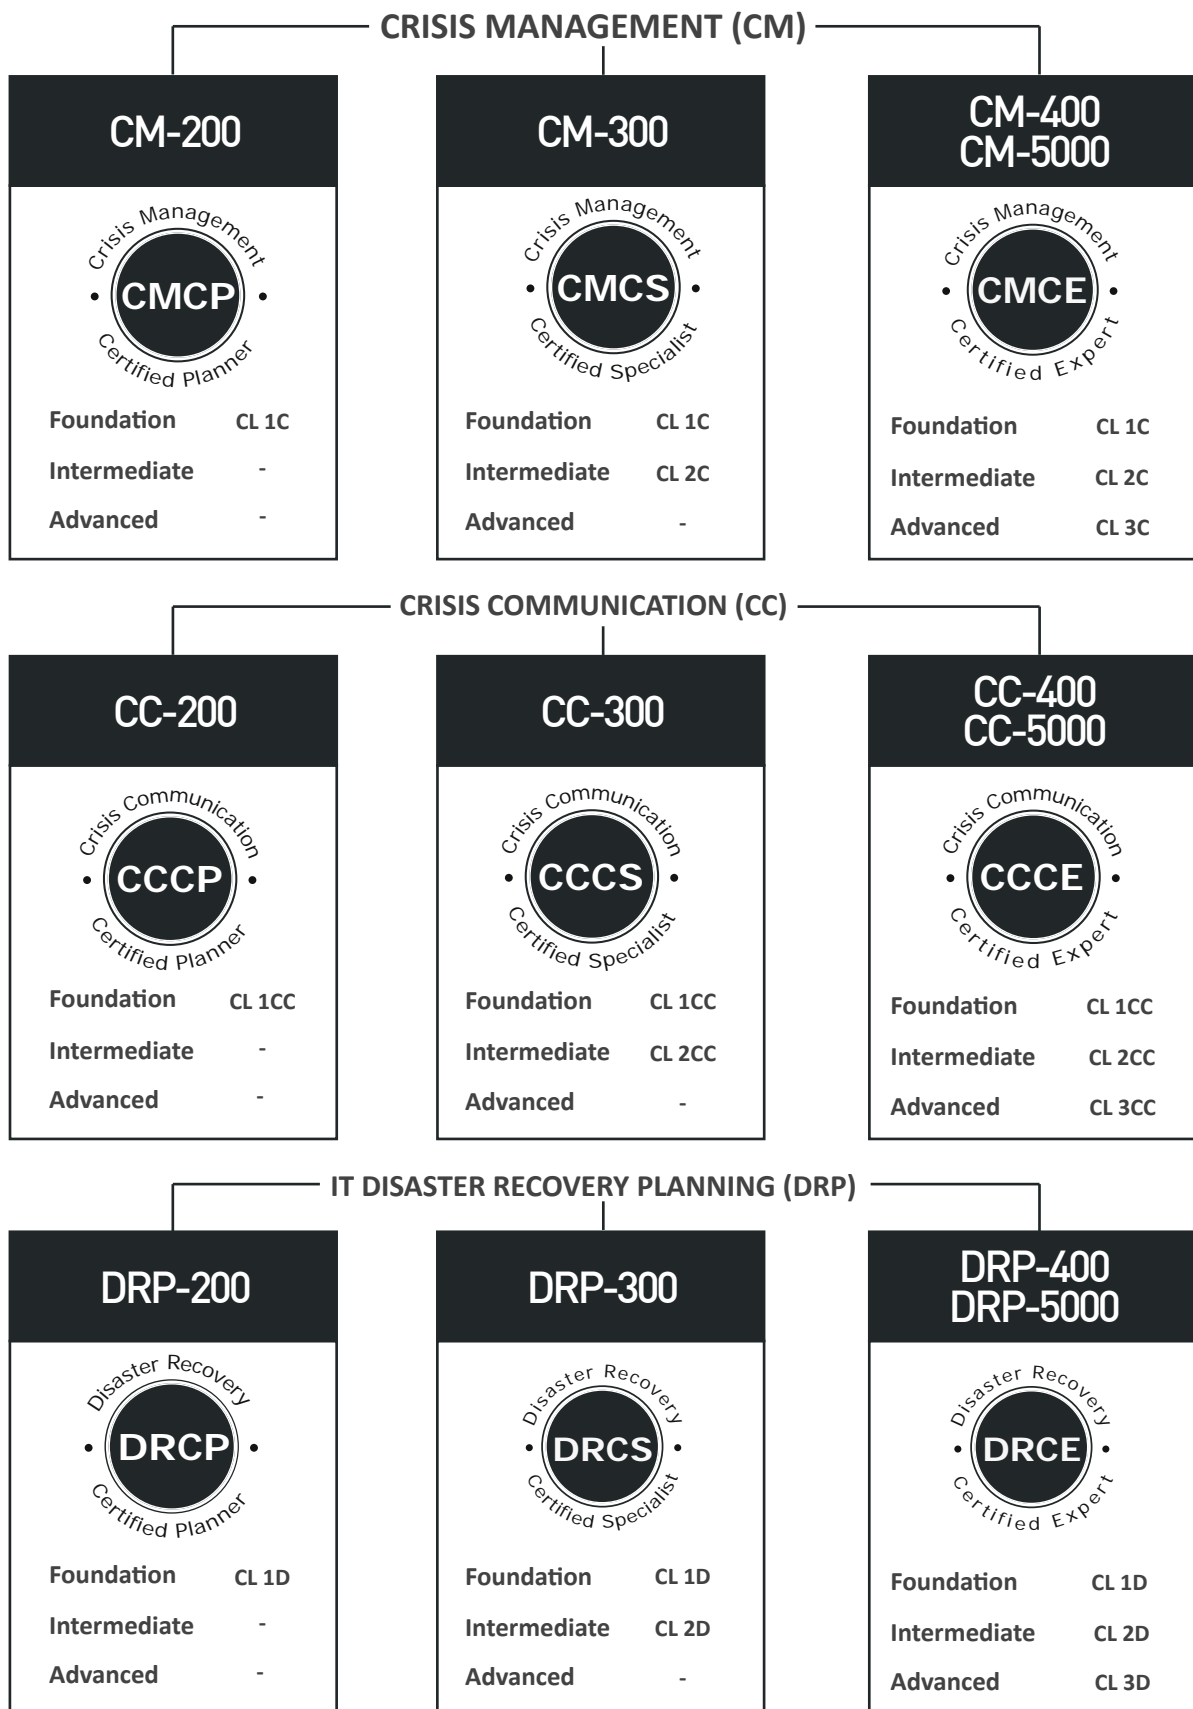 CRISIS MANAGEMENT (CM)
CM-200
Crisis Management
CMCP
Certified Planner
Foundation CL 1C
Intermediate -
Advanced -
CM-300
Crisis Management
CMCS
Certified Specialist
Foundation CL 1C
Intermediate CL 2C
Advanced -
CM-400
CM-5000
Crisis Management
CMCE
Certified Expert
Foundation CL 1C
Intermediate CL 2C
Advanced CL 3C
CRISIS COMMUNICATION (CC)
CC-200
Crisis Communication
CCCP
Certified Planner
Foundation CL 1CC
Intermediate -
Advanced -
CC-300
Crisis Communication
CCCS
Certified Specialist
Foundation CL 1CC
Intermediate CL 2CC
Advanced -
CC-400
CC-5000
Crisis Communication
CCCE
Certified Expert
Foundation CL 1CC
Intermediate CL 2CC
Advanced CL 3CC
IT DISASTER RECOVERY PLANNING (DRP)
DRP-200
Disaster Recovery
DRCP
Certified Planner
Foundation CL 1D
Intermediate -
Advanced -
DRP-300
Disaster Recovery
DRCS
Certified Specialist
Foundation CL 1D
Intermediate CL 2D
Advanced -
DRP-400
DRP-5000
Disaster Recovery
DRCE
Certified Expert
Foundation CL 1D
Intermediate CL 2D
Advanced CL 3D